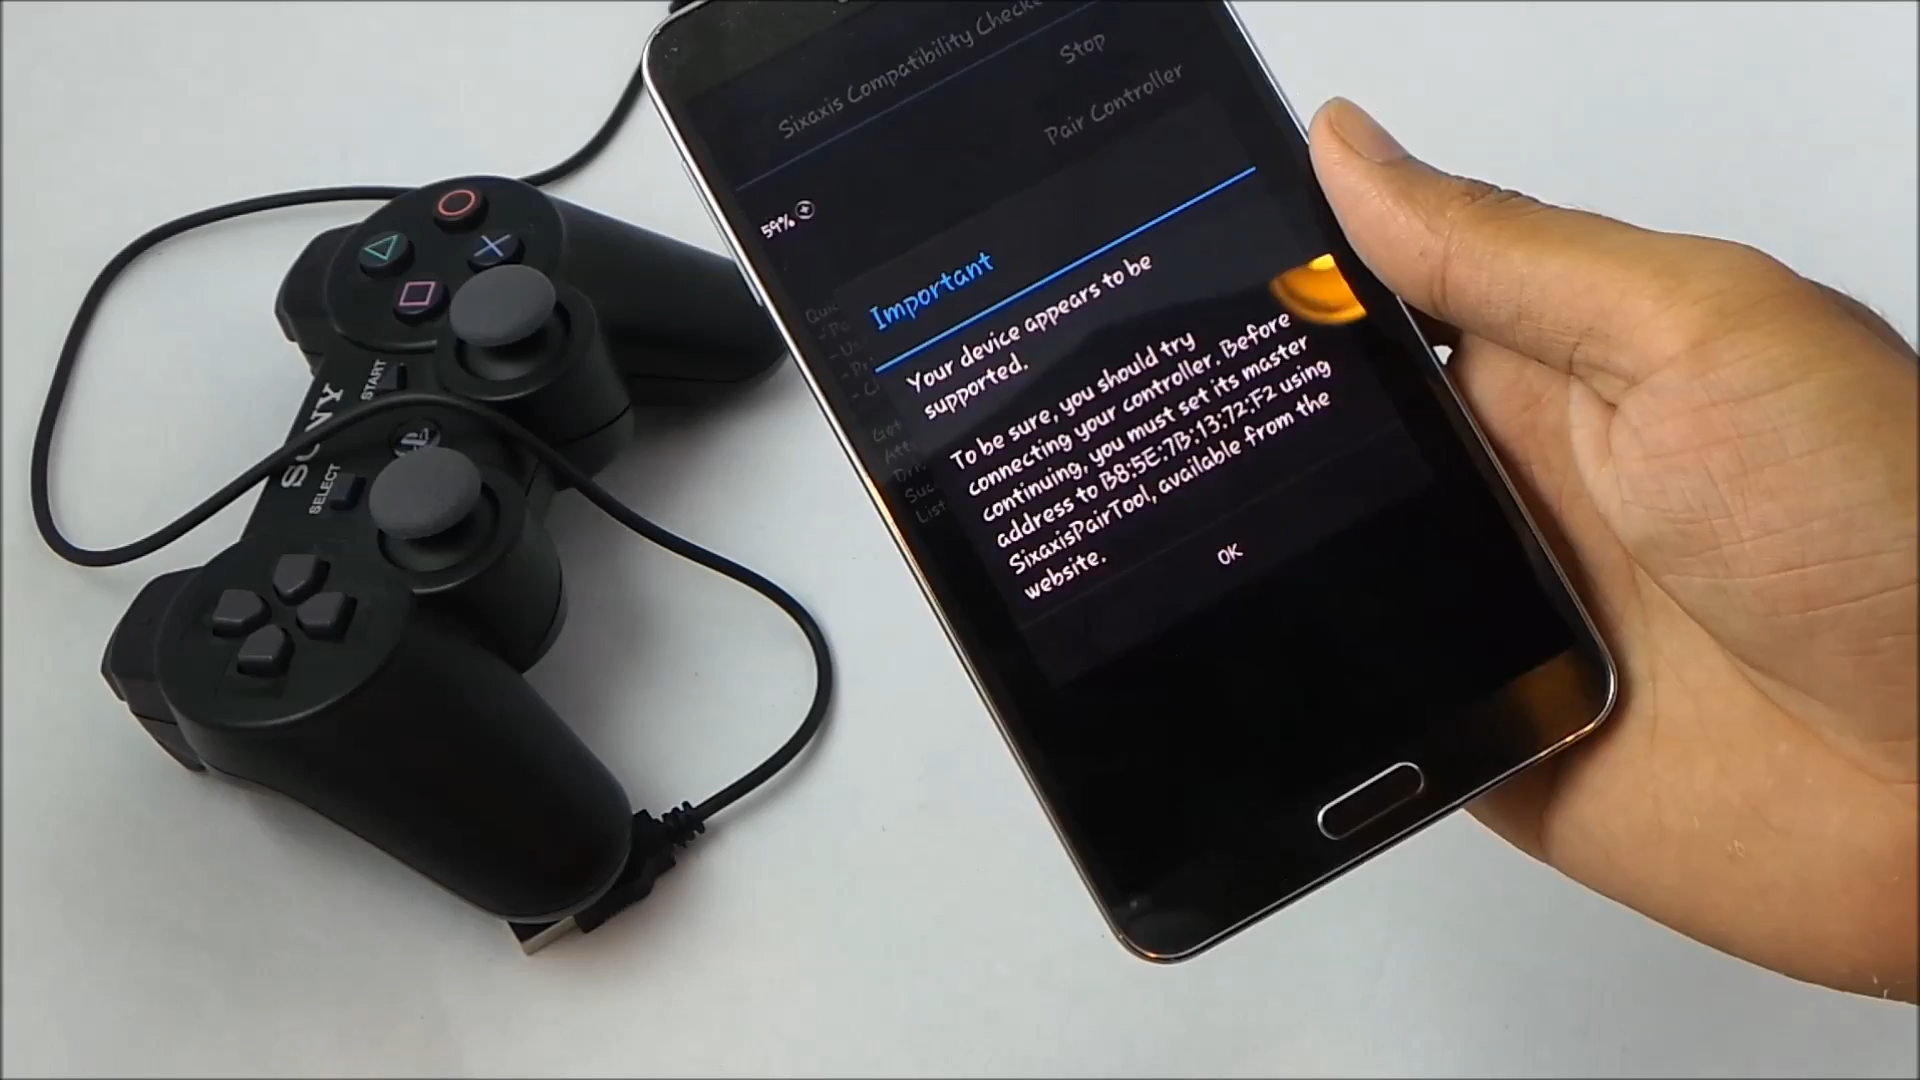 Sixaxis Compatibility Checke
Stop
Pair Controller
59%
Important
Your device appears to be
supported.
To be sure, you should try
connecting your controller. Before
continuing, you must set its master
address to B8:5E:7B:13:72:F2 using
SixaxisPairTool, available from the
website.
OK
SONY
START
SELECT